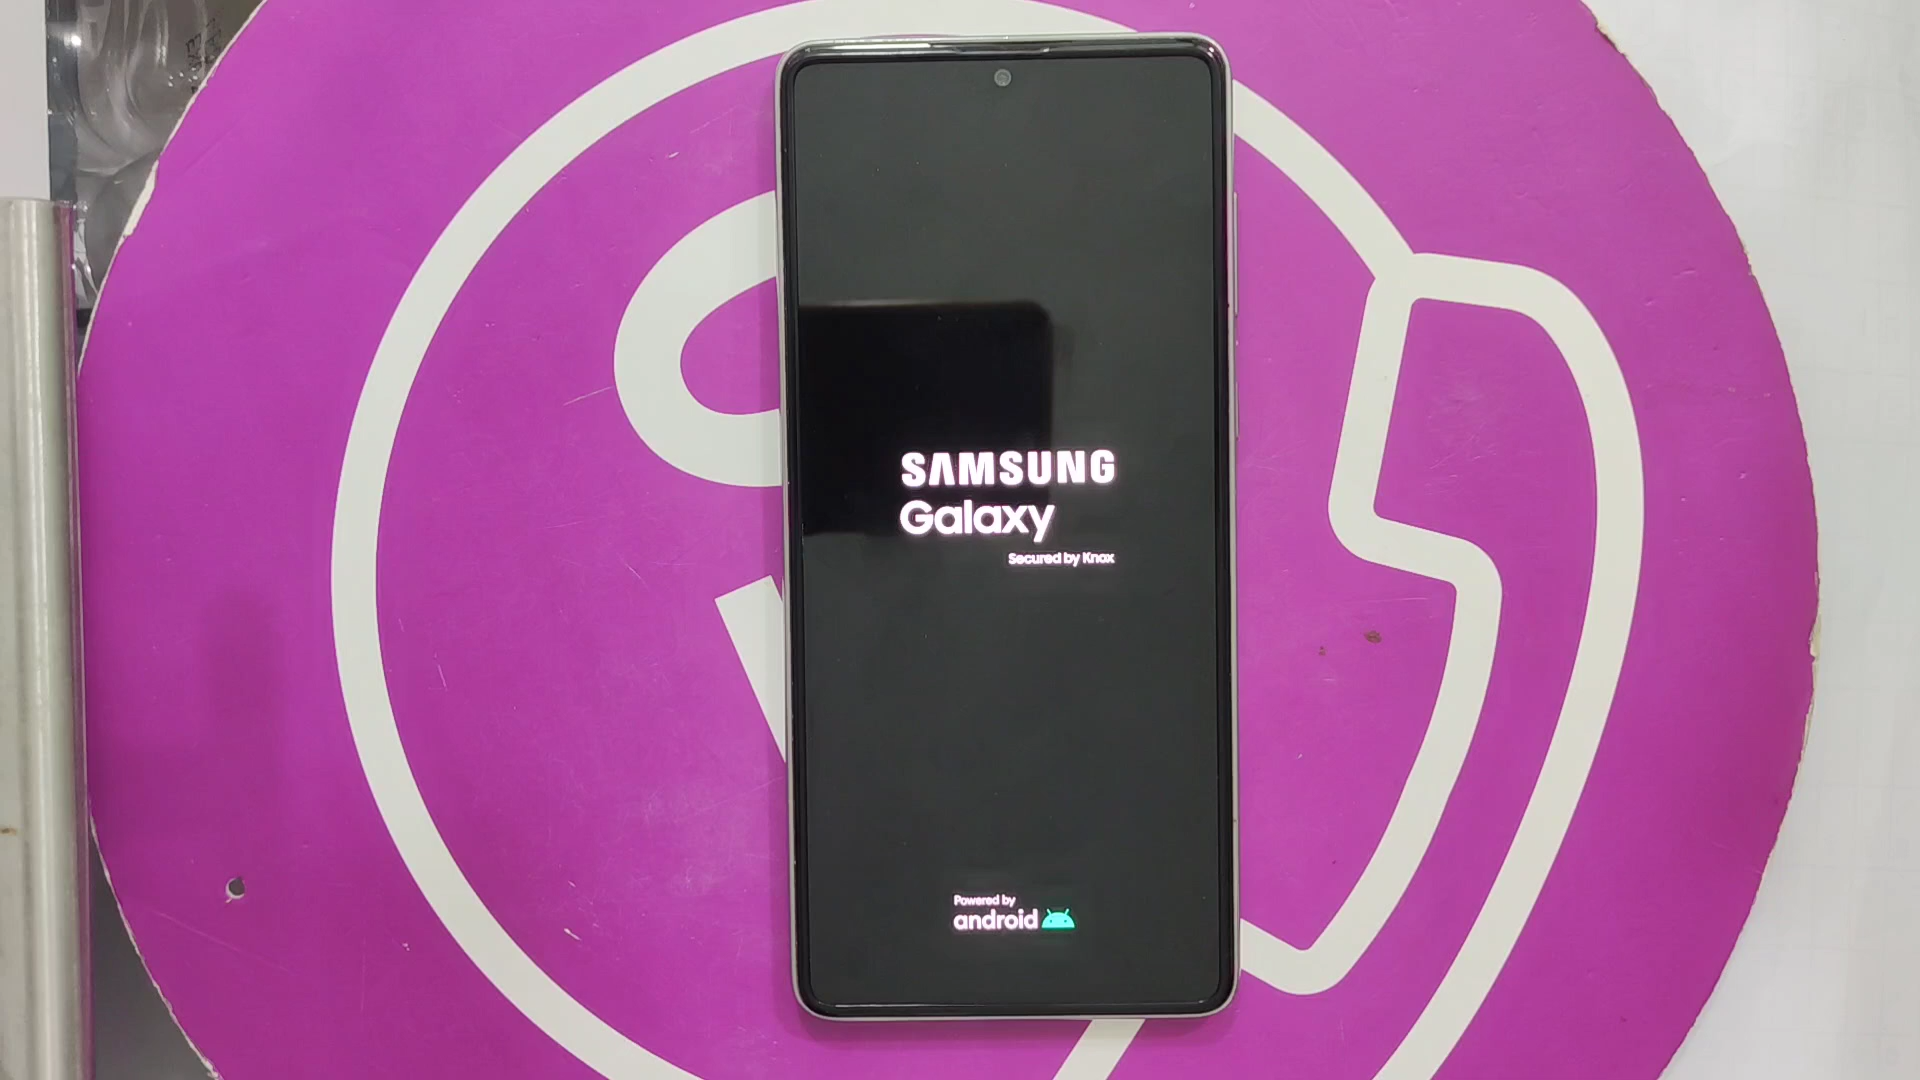 SAMSUNG
Galaxy
Secured by Knox
Powered by
android